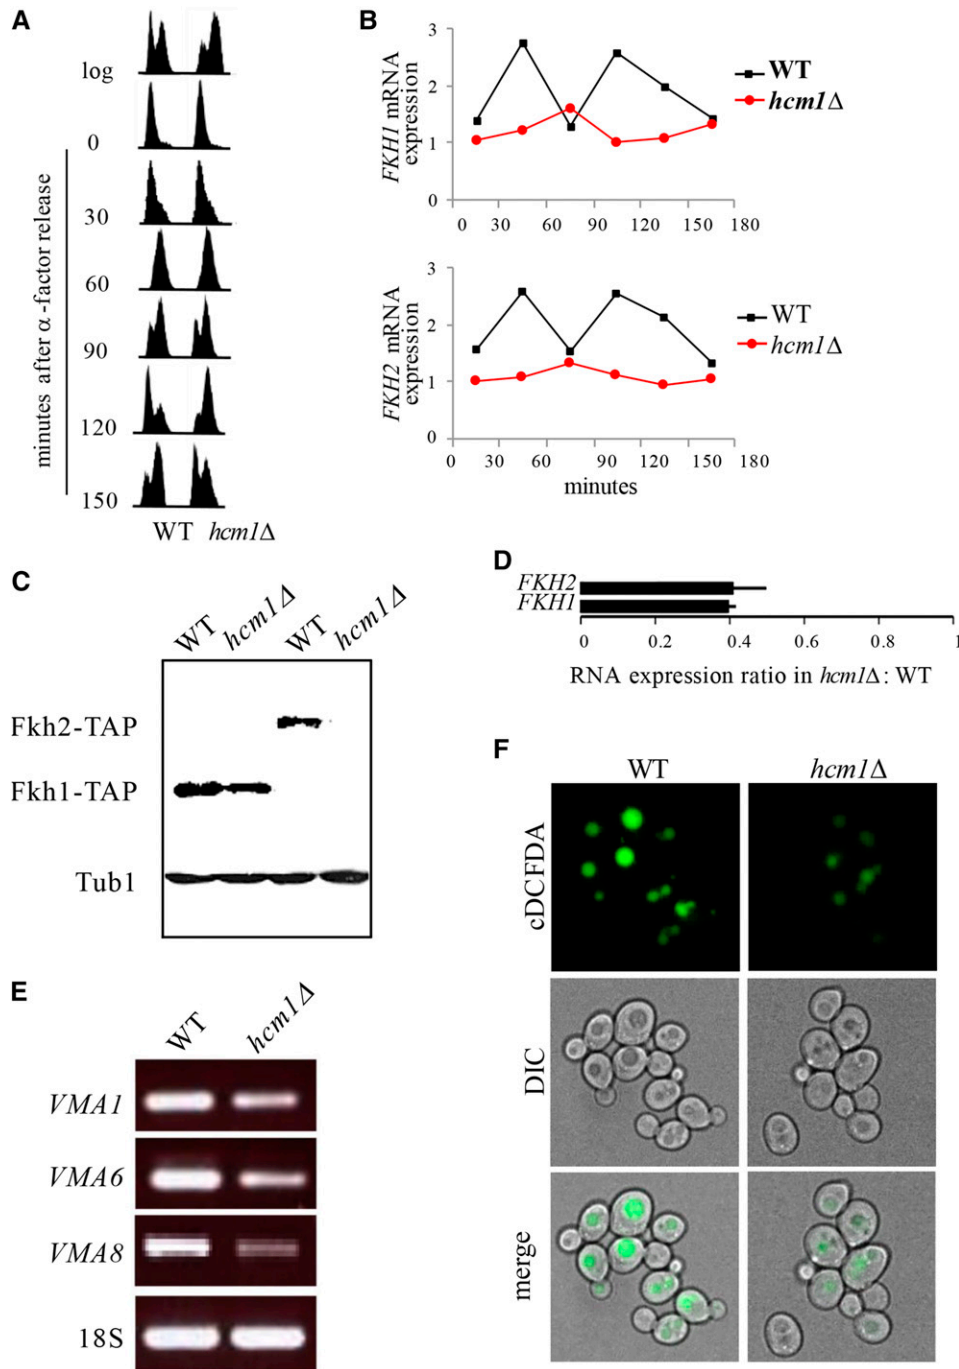 A
log
0
30
60
90
120
150
minutes after α-factor release
WT hcm1Δ
B
FKH1 mRNA
expression
3
2
1
0
0 30 60 90 120 150 180
WT
hcm1Δ
FKH2 mRNA
expression
3
2
1
0
0 30 60 90 120 150 180
minutes
WT
hcm1Δ
C
WT hcm1Δ WT hcm1Δ
Fkh2-TAP
Fkh1-TAP
Tub1
D
FKH2
FKH1
0 0.2 0.4 0.6 0.8 1
RNA expression ratio in hcm1Δ: WT
E
WT hcm1Δ
VMA1
VMA6
VMA8
18S
F
WT hcm1Δ
cDCFDA
DIC
merge